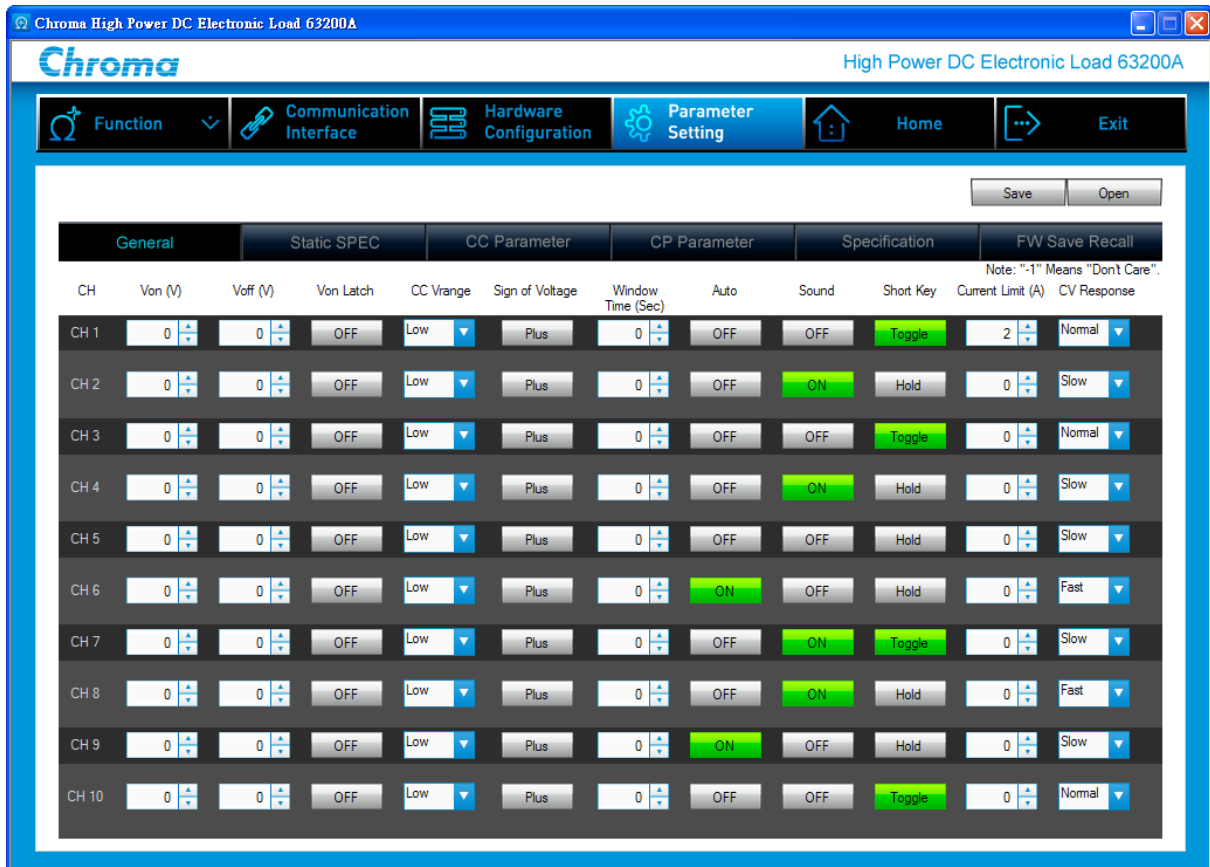 Chroma High Power DC Electronic Load 63200A
Chroma
High Power DC Electronic Load 63200A
Function
Communication Interface
Hardware Configuration
Parameter Setting
Home
Exit
Save Open
General Static SPEC CC Parameter CP Parameter Specification FW Save Recall
Note: "-1" Means "Don't Care".
CH Von (V) Voff (V) Von Latch CC Vrange Sign of Voltage Window Time (Sec) Auto Sound Short Key Current Limit (A) CV Response
CH 1 0 0 OFF Low Plus 0 OFF OFF Toggle 2 Normal
CH 2 0 0 OFF Low Plus 0 OFF ON Hold 0 Slow
CH 3 0 0 OFF Low Plus 0 OFF OFF Toggle 0 Normal
CH 4 0 0 OFF Low Plus 0 OFF ON Hold 0 Slow
CH 5 0 0 OFF Low Plus 0 OFF OFF Hold 0 Slow
CH 6 0 0 OFF Low Plus 0 ON OFF Hold 0 Fast
CH 7 0 0 OFF Low Plus 0 OFF ON Toggle 0 Slow
CH 8 0 0 OFF Low Plus 0 OFF ON Hold 0 Fast
CH 9 0 0 OFF Low Plus 0 ON OFF Hold 0 Slow
CH 10 0 0 OFF Low Plus 0 OFF OFF Toggle 0 Normal